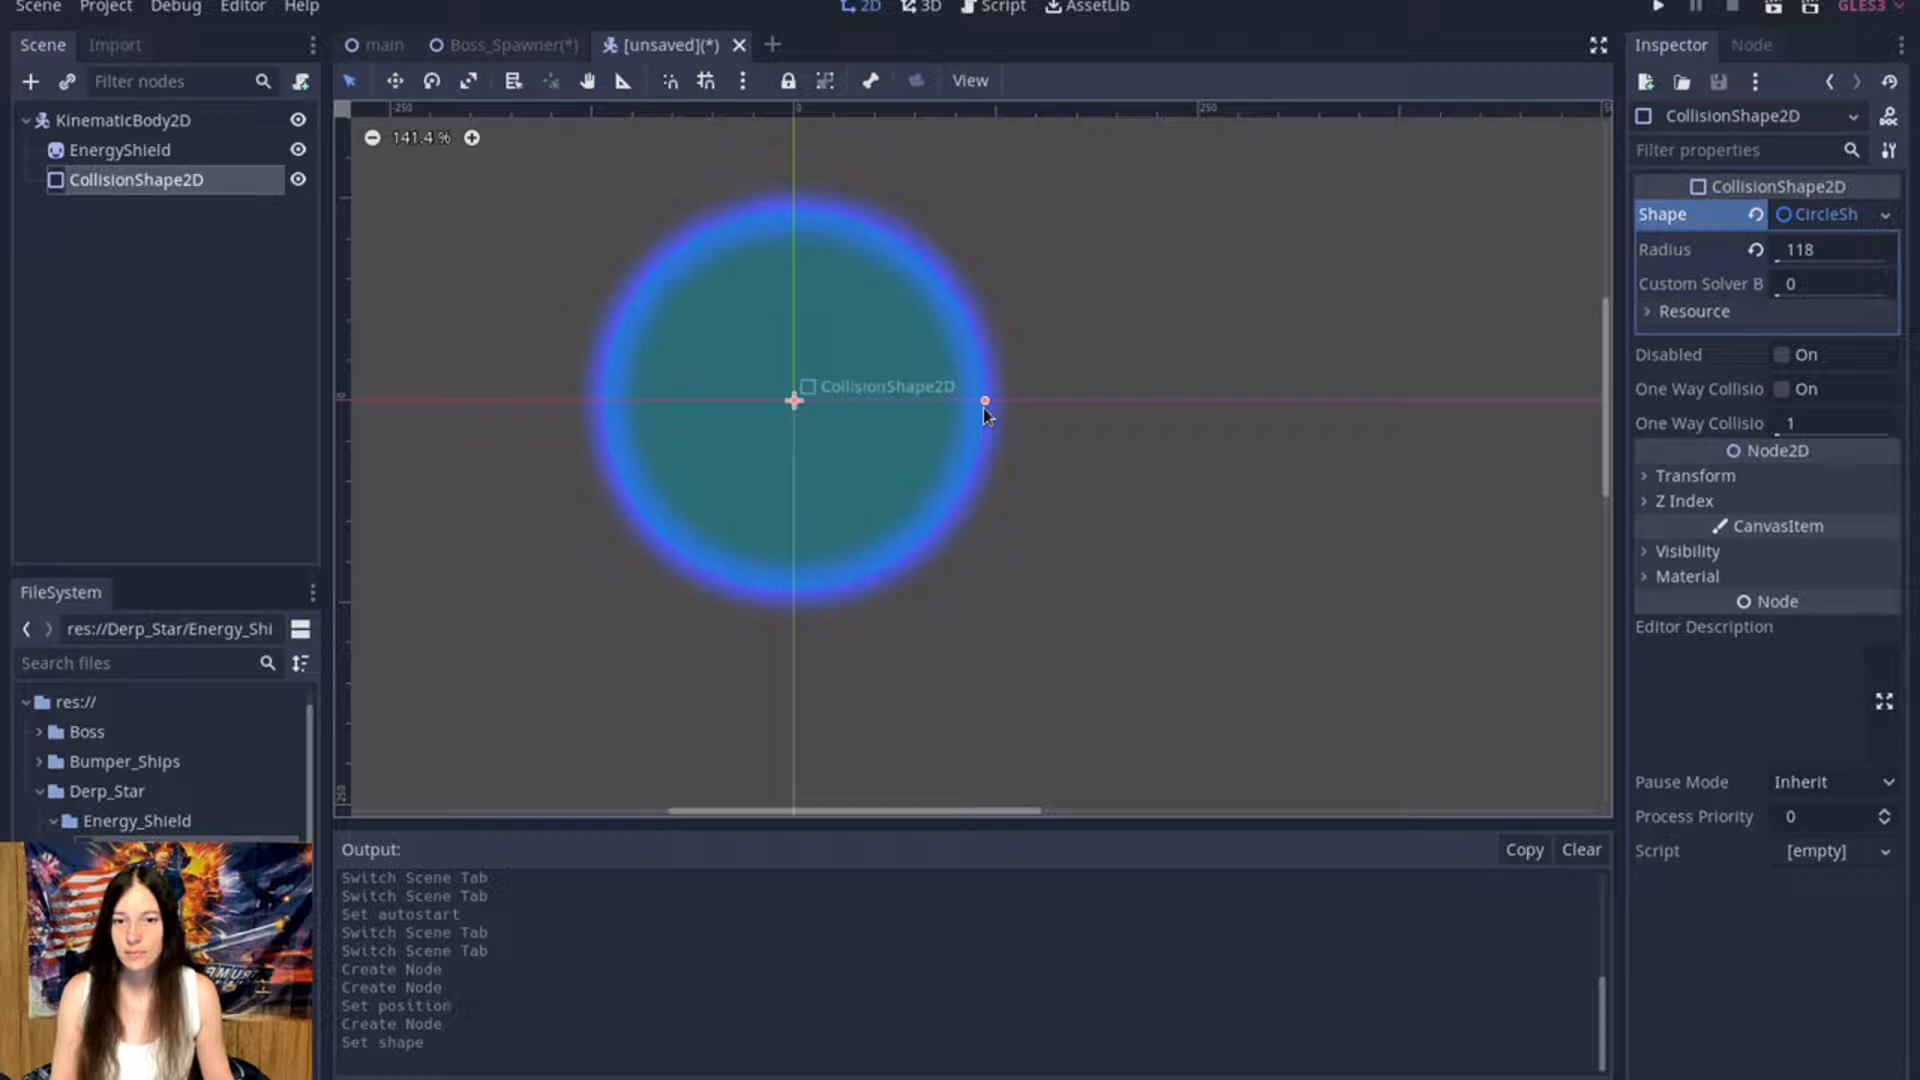 Scene Project Debug Editor Help
2D 3D Script AssetLib
GLES3
Scene Import
main Boss_Spawner(*) [unsaved](*)
Inspector Node
Filter nodes
View
-250 0 250
CollisionShape2D
KinematicBody2D
141.4 %
EnergyShield
Filter properties
CollisionShape2D
CollisionShape2D
Shape CircleSh
Radius 118
Custom Solver B 0
Resource
Disabled On
CollisionShape2D
One Way Collisio On
0
One Way Collisio 1
Node2D
Transform
Z Index
CanvasItem
Visibility
Material
Node
Editor Description
FileSystem
res://Derp_Star/Energy_Shi
Search files
res://
Boss
Bumper_Ships
Derp_Star
Energy_Shield
250
Pause Mode Inherit
Process Priority 0
Script [empty]
Output: Copy Clear
Switch Scene Tab
Switch Scene Tab
Set autostart
Switch Scene Tab
Switch Scene Tab
Create Node
Create Node
Set position
Create Node
Set shape